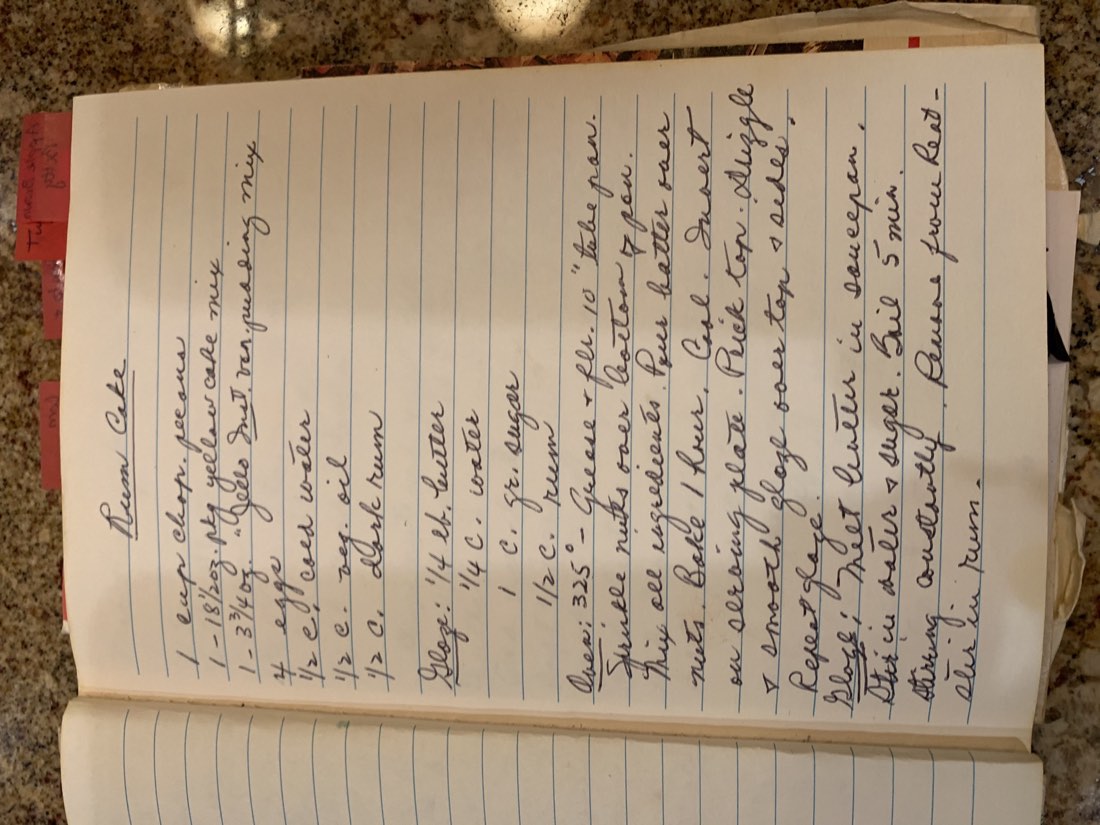 Apple Brown
Betty
Rum Cake
1 cup chop. pecans
1 - 18 1/2 oz. pkg yellow cake mix
1 - 3 3/4 oz. " Jello Inst. van. pudding mix
4 eggs
1/2 c. cold water
1/2 c. veg. oil
1/2 c. dark rum
Glaze: 1/4 lb. butter
1/4 c. water
1 c. gr. sugar
1/2 c. rum
Oven: 325° - Grease + flr. 10" tube pan.
Sprinkle nuts over bottom of pan.
Mix all ingredients. Pour batter over
nuts. Bake 1 hour. Cool. Invert
on serving plate. Prick top. Drizzle
+ smooth glaze over top + sides.
Repeat glaze.
Glaze: Melt butter in saucepan.
Stir in water + sugar. Boil 5 min.
stirring constantly. Remove from heat -
stir in rum.